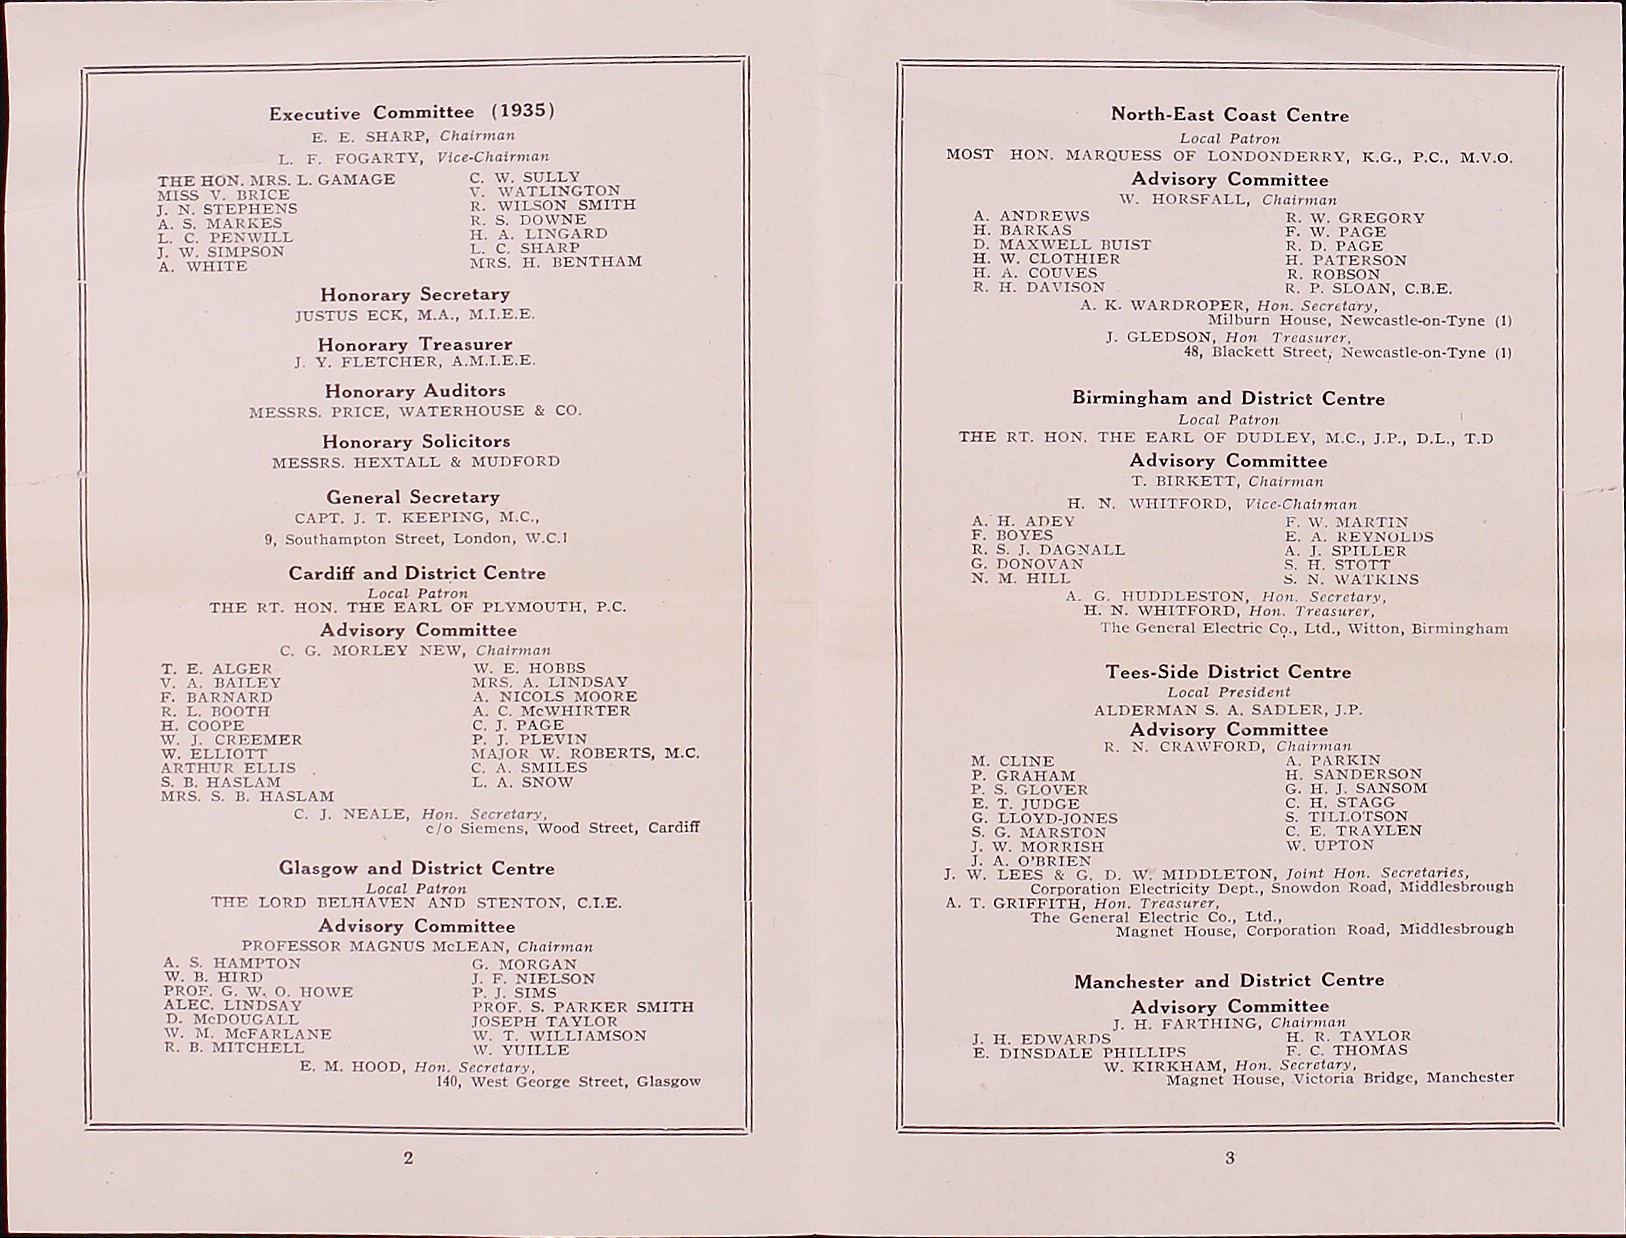 Executive Committee (1935)
E. E. SHARP, Chairman
L. F. FOGARTY, Vice-Chairman
THE HON. MRS. L. GAMAGE
MISS V. BRICE
J. N. STEPHENS
A. S. MARKES
L. C. PENWILL
J. W. SIMPSON
A. WHITE
C. W. SULLY
V. WATLINGTON
R. WILSON SMITH
R. S. DOWNE
H. A. LINGARD
L. C. SHARP
MRS. H. BENTHAM
Honorary Secretary
JUSTUS ECK, M.A., M.I.E.E.
Honorary Treasurer
J. Y. FLETCHER, A.M.I.E.E.
Honorary Auditors
MESSRS. PRICE, WATERHOUSE & CO.
Honorary Solicitors
MESSRS. HEXTALL & MUDFORD
General Secretary
CAPT. J. T. KEEPING, M.C.,
9, Southampton Street, London, W.C.1
Cardiff and District Centre
Local Patron
THE RT. HON. THE EARL OF PLYMOUTH, P.C.
Advisory Committee
C. G. MORLEY NEW, Chairman
T. E. ALGER
V. A. BAILEY
F. BARNARD
R. L. BOOTH
H. COOPE
W. J. CREEMER
W. ELLIOTT
ARTHUR ELLIS
S. B. HASLAM
MRS. S. B. HASLAM
W. E. HOBBS
MRS. A. LINDSAY
A. NICOLS MOORE
A. C. McWHIRTER
C. J. PAGE
P. J. PLEVIN
MAJOR W. ROBERTS, M.C.
C. A. SMILES
L. A. SNOW
C. J. NEALE, Hon. Secretary,
c/o Siemens, Wood Street, Cardiff
Glasgow and District Centre
Local Patron
THE LORD BELHAVEN AND STENTON, C.I.E.
Advisory Committee
PROFESSOR MAGNUS McLEAN, Chairman
A. S. HAMPTON
W. B. HIRD
PROF. G. W. O. HOWE
ALEC. LINDSAY
D. McDOUGALL
W. M. McFARLANE
R. B. MITCHELL
G. MORGAN
J. F. NIELSON
P. J. SIMS
PROF. S. PARKER SMITH
JOSEPH TAYLOR
W. T. WILLIAMSON
W. YUILLE
E. M. HOOD, Hon. Secretary,
140, West George Street, Glasgow
2
North-East Coast Centre
Local Patron
MOST HON. MARQUESS OF LONDONDERRY, K.G., P.C., M.V.O.
Advisory Committee
W. HORSFALL, Chairman
A. ANDREWS
H. BARKAS
D. MAXWELL BUIST
H. W. CLOTHIER
H. A. COUVES
R. H. DAVISON
R. W. GREGORY
F. W. PAGE
R. D. PAGE
H. PATERSON
R. ROBSON
R. P. SLOAN, C.B.E.
A. K. WARDROPER, Hon. Secretary,
Milburn House, Newcastle-on-Tyne (1)
J. GLEDSON, Hon Treasurer,
48, Blackett Street, Newcastle-on-Tyne (1)
Birmingham and District Centre
Local Patron
THE RT. HON. THE EARL OF DUDLEY, M.C., J.P., D.L., T.D
Advisory Committee
T. BIRKETT, Chairman
H. N. WHITFORD, Vice-Chairman
A. H. ADEY
F. BOYES
R. S. J. DAGNALL
G. DONOVAN
N. M. HILL
F. W. MARTIN
E. A. REYNOLDS
A. J. SPILLER
S. H. STOTT
S. N. WATKINS
A. G. HUDDLESTON, Hon. Secretary,
H. N. WHITFORD, Hon. Treasurer,
The General Electric Co., Ltd., Witton, Birmingham
Tees-Side District Centre
Local President
ALDERMAN S. A. SADLER, J.P.
Advisory Committee
R. N. CRAWFORD, Chairman
M. CLINE
P. GRAHAM
P. S. GLOVER
E. T. JUDGE
G. LLOYD-JONES
S. G. MARSTON
J. W. MORRISH
J. A. O'BRIEN
A. PARKIN
H. SANDERSON
G. H. J. SANSOM
C. H. STAGG
S. TILLOTSON
C. E. TRAYLEN
W. UPTON
J. W. LEES & G. D. W. MIDDLETON, Joint Hon. Secretaries,
Corporation Electricity Dept., Snowdon Road, Middlesbrough
A. T. GRIFFITH, Hon. Treasurer,
The General Electric Co., Ltd.,
Magnet House, Corporation Road, Middlesbrough
Manchester and District Centre
Advisory Committee
J. H. FARTHING, Chairman
J. H. EDWARDS
E. DINSDALE PHILLIPS
H. R. TAYLOR
F. C. THOMAS
W. KIRKHAM, Hon. Secretary,
Magnet House, Victoria Bridge, Manchester
3